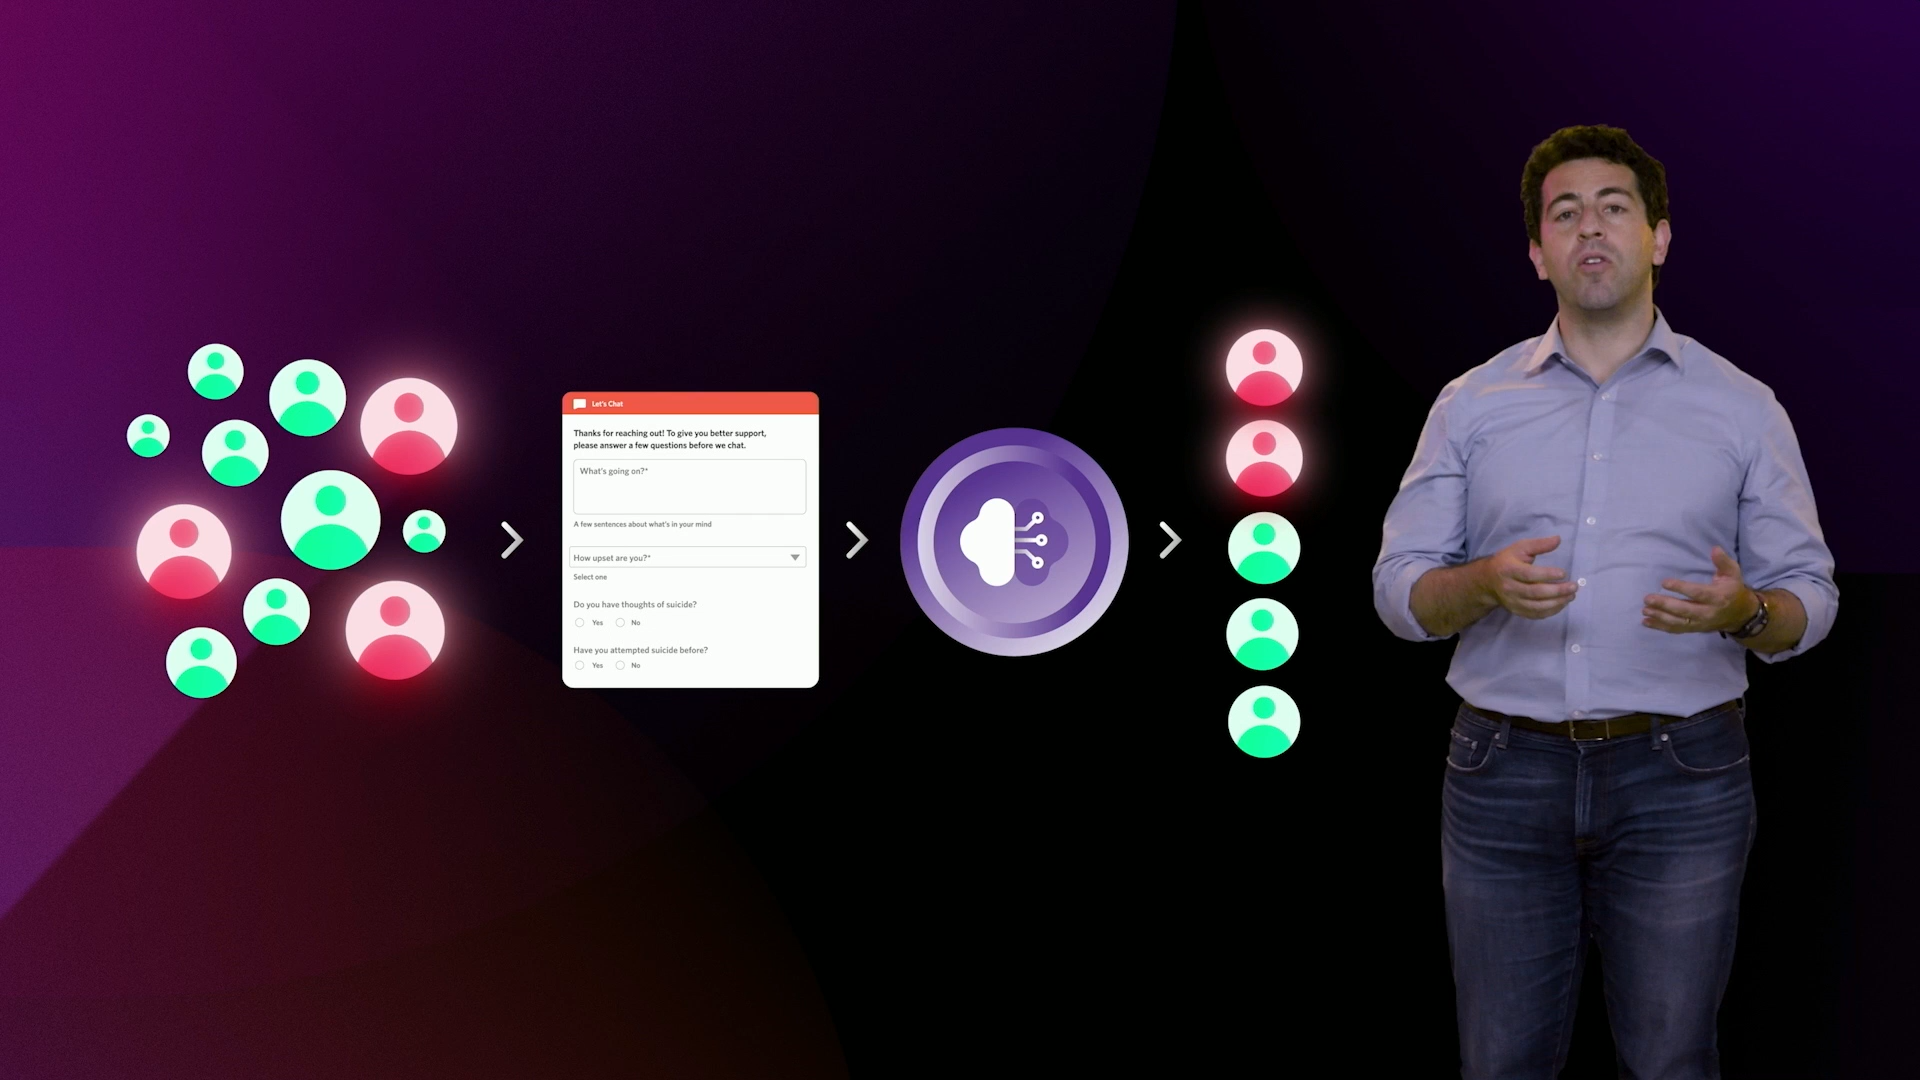 Let's Chat
Thanks for reaching out! To give you better support,
please answer a few questions before we chat.
What's going on?*
A few sentences about what's in your mind
How upset are you?*
Select one
Do you have thoughts of suicide?
Yes No
Have you attempted suicide before?
Yes No